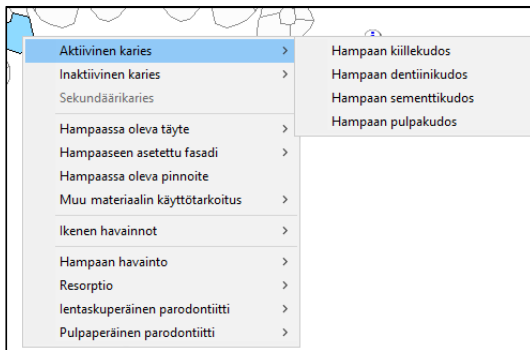 Aktiivinen karies
Inaktiivinen karies
Sekundäärikaries
Hampaassa oleva täyte
Hampaaseen asetettu fasadi
Hampaassa oleva pinnoite
Muu materiaalin käyttötarkoitus
Ikenen havainnot
Hampaan havainto
Resorptio
Ientaskuperäinen parodontiitti
Pulpaperäinen parodontiitti
Hampaan kiillekudos
Hampaan dentiinikudos
Hampaan sementtikudos
Hampaan pulpakudos